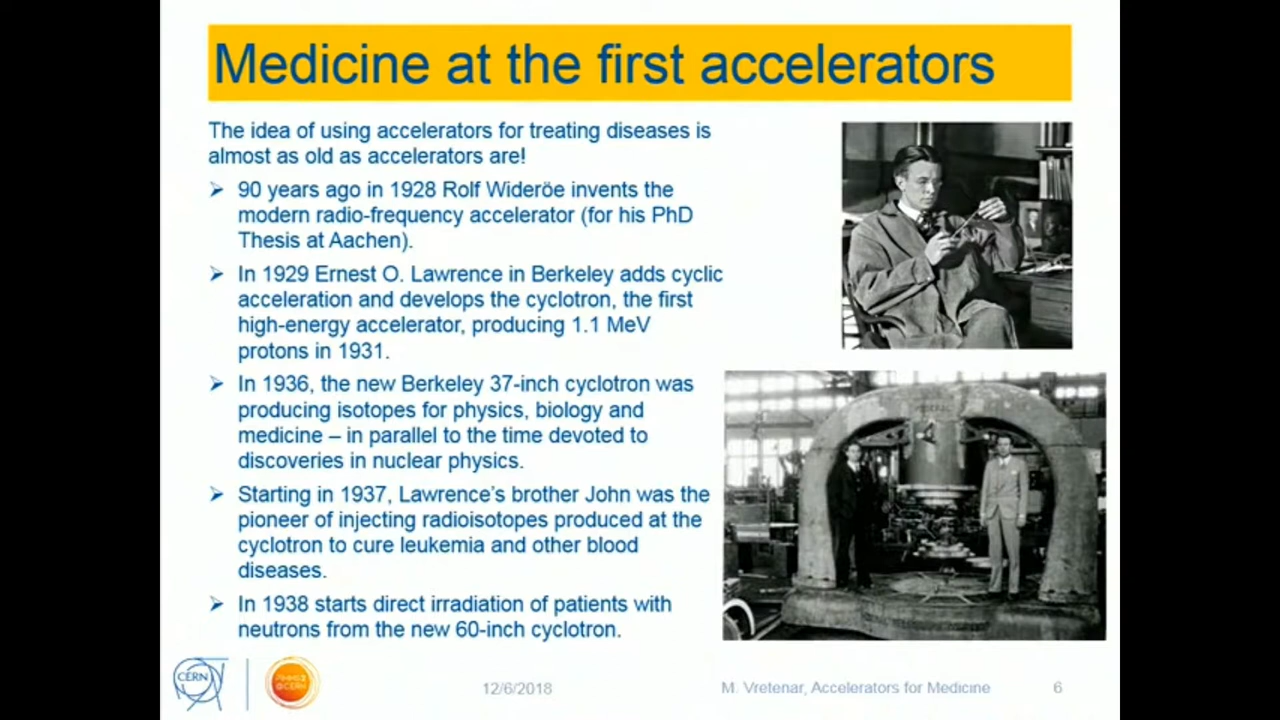 Medicine at the first accelerators
The idea of using accelerators for treating diseases is
almost as old as accelerators are!
➢ 90 years ago in 1928 Rolf Wideröe invents the
modern radio-frequency accelerator (for his PhD
Thesis at Aachen).
➢ In 1929 Ernest O. Lawrence in Berkeley adds cyclic
acceleration and develops the cyclotron, the first
high-energy accelerator, producing 1.1 MeV
protons in 1931.
➢ In 1936, the new Berkeley 37-inch cyclotron was
producing isotopes for physics, biology and
medicine – in parallel to the time devoted to
discoveries in nuclear physics.
➢ Starting in 1937, Lawrence's brother John was the
pioneer of injecting radioisotopes produced at the
cyclotron to cure leukemia and other blood
diseases.
➢ In 1938 starts direct irradiation of patients with
neutrons from the new 60-inch cyclotron.
CERN
@CERN
12/6/2018
M. Vretenar, Accelerators for Medicine
6